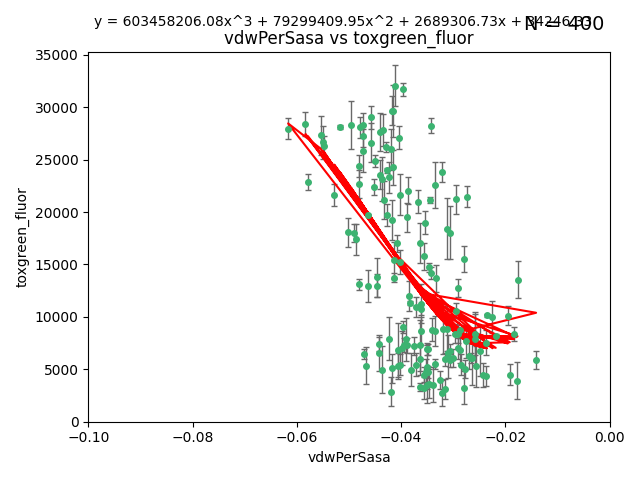 y = 603458206.08x^3 + 79299409.95x^2 + 2689306.73x +
N = 400
vdwPerSasa vs toxgreen_fluor
35000
30000
25000
20000
15000
10000
5000
0
toxgreen_fluor
−0.10 −0.08 −0.06 −0.04 −0.02 0.00
vdwPerSasa